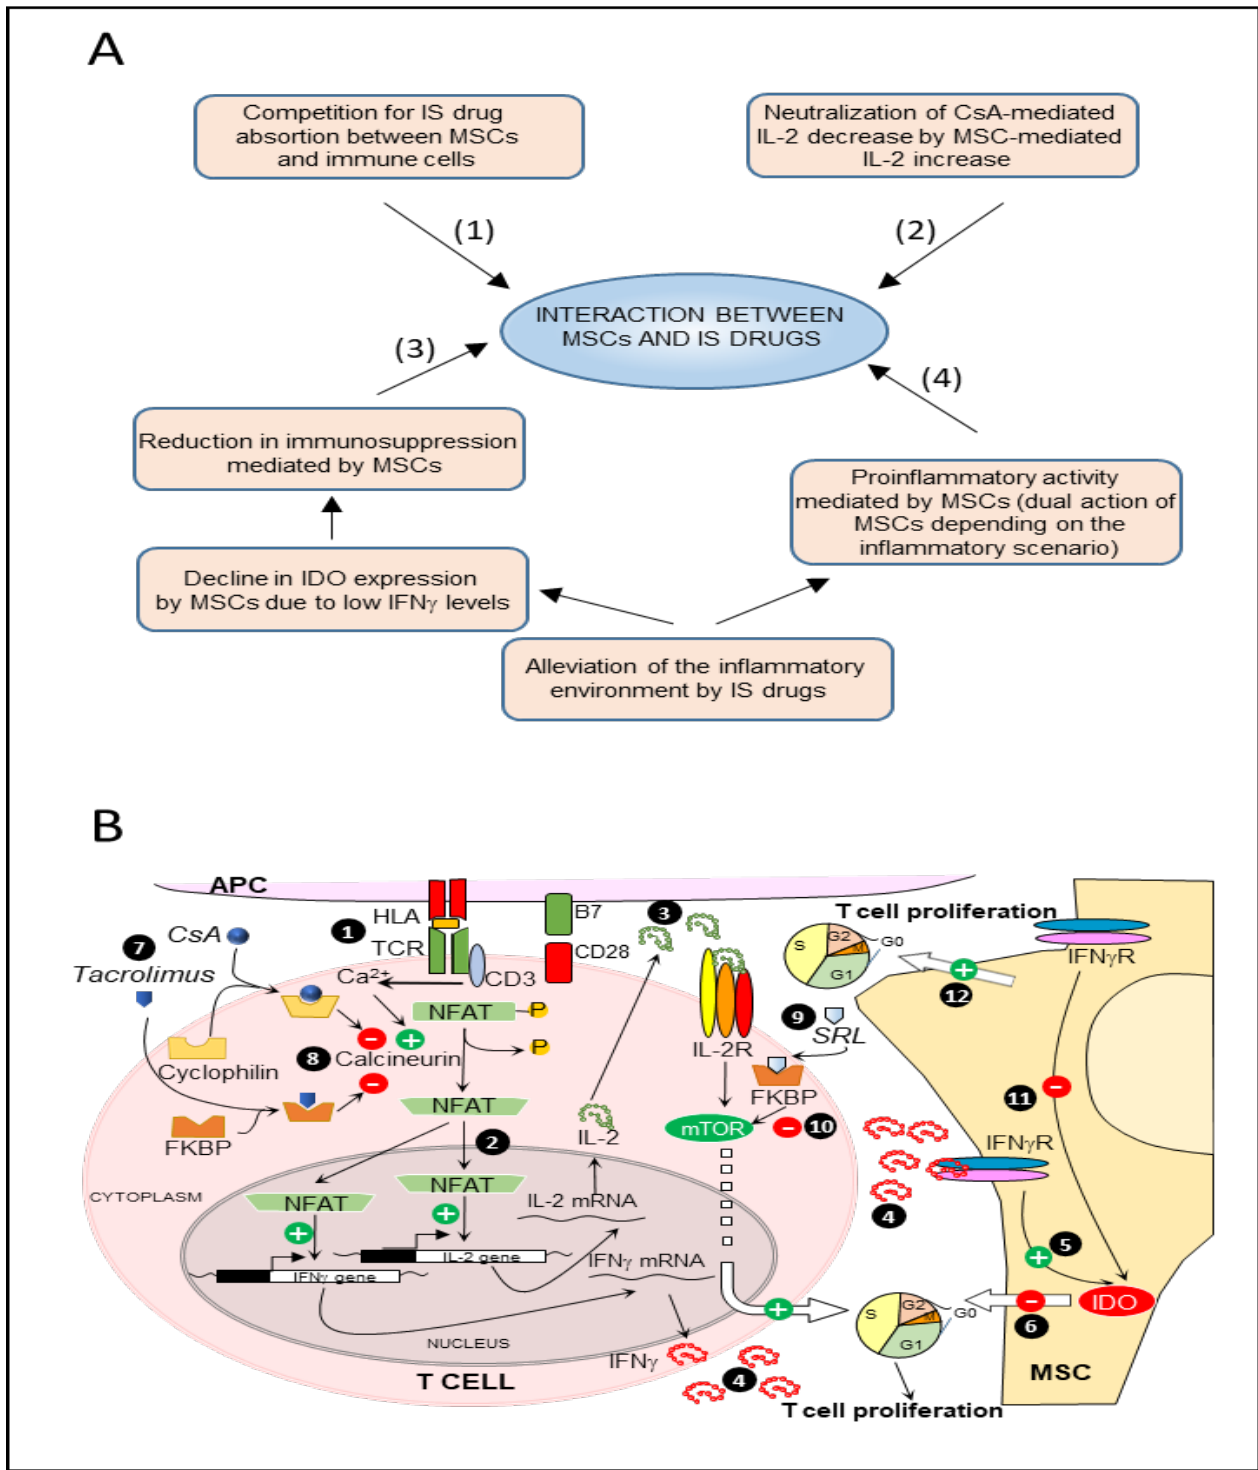 A
Competition for IS drug
absortion between MSCs
and immune cells
Neutralization of CsA-mediated
IL-2 decrease by MSC-mediated
IL-2 increase
(1)
(2)
INTERACTION BETWEEN
MSCs AND IS DRUGS
(3)
(4)
Reduction in immunosuppression
mediated by MSCs
Proinflammatory activity
mediated by MSCs (dual action of
MSCs depending on the
inflammatory scenario)
Decline in IDO expression
by MSCs due to low IFNγ levels
Alleviation of the inflammatory
environment by IS drugs
B
APC
HLA
B7
3
T cell proliferation
7
CsA
1
TCR
CD28
S
G2
M
G1
G0
IFNγR
Tacrolimus
Ca²⁺
CD3
12
NFAT
P
9
SRL
8
Calcineurin
P
IL-2R
Cyclophilin
FKBP
11
NFAT
IL-2
mTOR
10
FKBP
2
IFNγR
CYTOPLASM
NFAT
NFAT
IL-2 mRNA
4
5
IL-2 gene
IFNγ mRNA
IFNγ gene
IDO
S
G2
M
G1
G0
6
NUCLEUS
IFNγ
4
T CELL
MSC
T cell proliferation